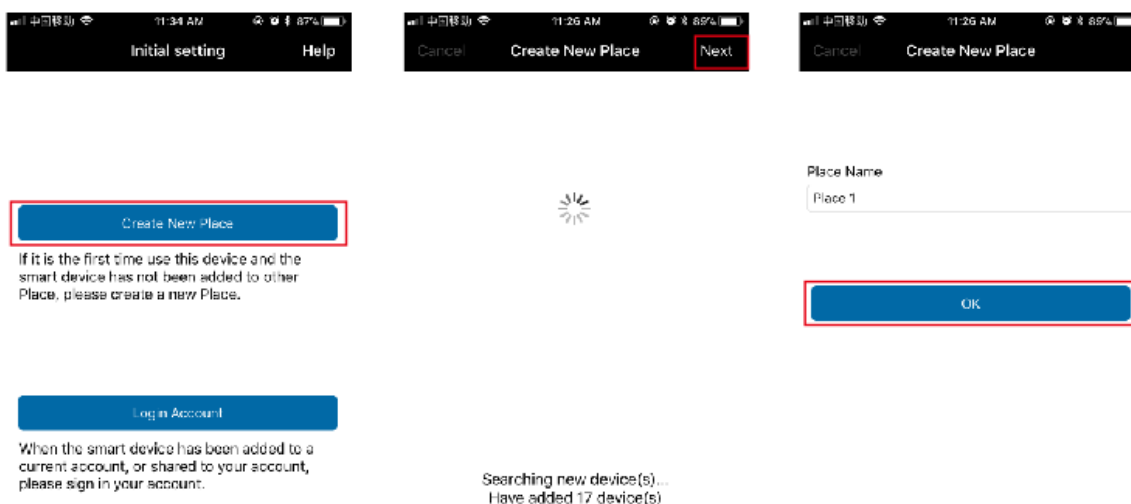 中国移动 11:34 AM 87%
Initial setting Help
Create New Place
If it is the first time use this device and the
smart device has not been added to other
Place, please create a new Place.
Login Account
When the smart device has been added to a
current account, or shared to your account,
please sign in your account.
中国移动 11:26 AM 89%
Cancel Create New Place Next
Searching new device(s)...
Have added 17 device(s)
中国移动 11:26 AM 89%
Cancel Create New Place
Place Name
Place 1
OK